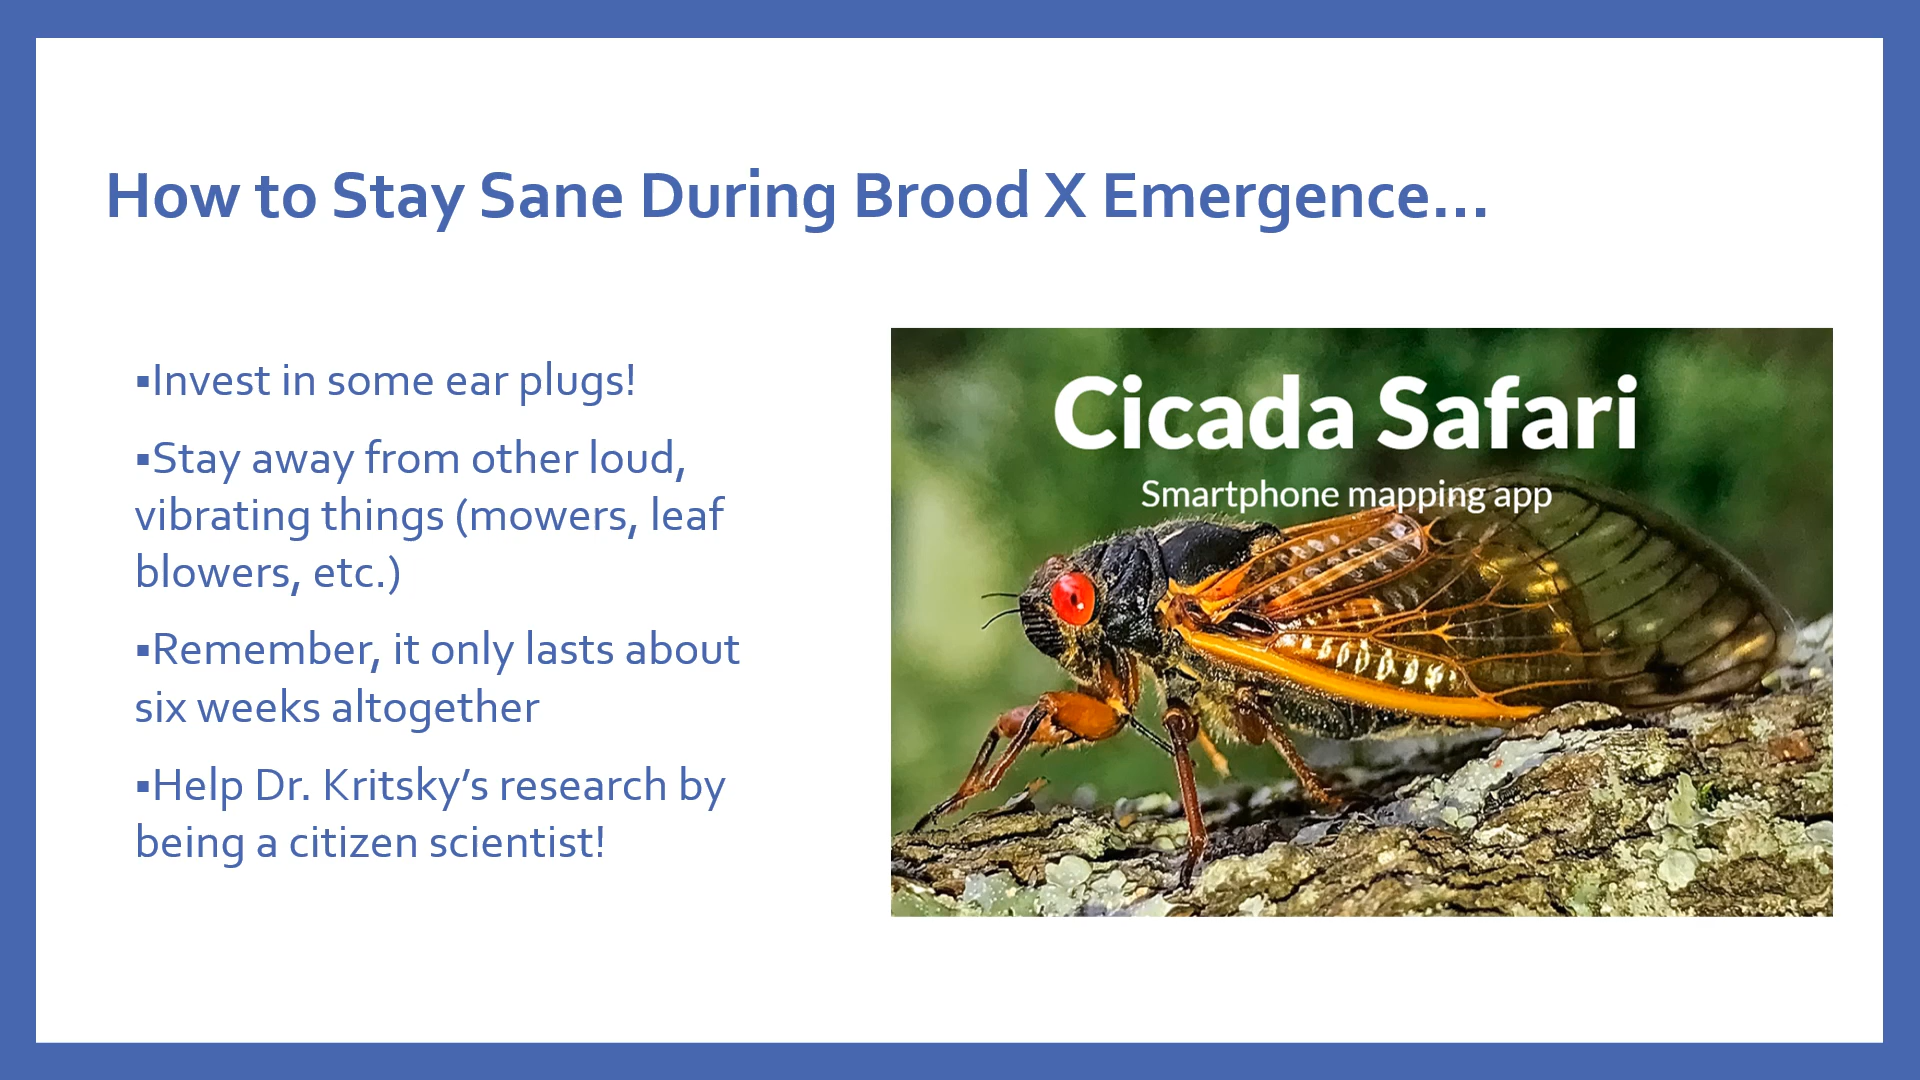 How to Stay Sane During Brood X Emergence...
▪Invest in some ear plugs!
▪Stay away from other loud,
vibrating things (mowers, leaf
blowers, etc.)
▪Remember, it only lasts about
six weeks altogether
▪Help Dr. Kritsky’s research by
being a citizen scientist!
Cicada Safari
Smartphone mapping app